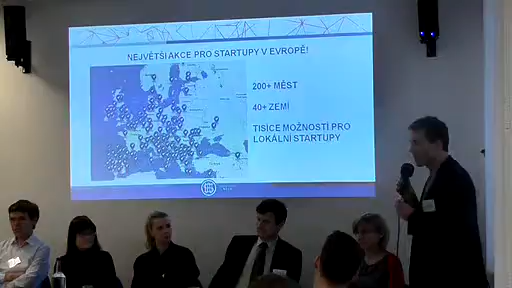 NEJVĚTŠÍ AKCE PRO STARTUPY V EVROPĚ!
200+ MĚST
40+ ZEMÍ
TISÍCE MOŽNOSTÍ PRO
LOKÁLNÍ STARTUPY